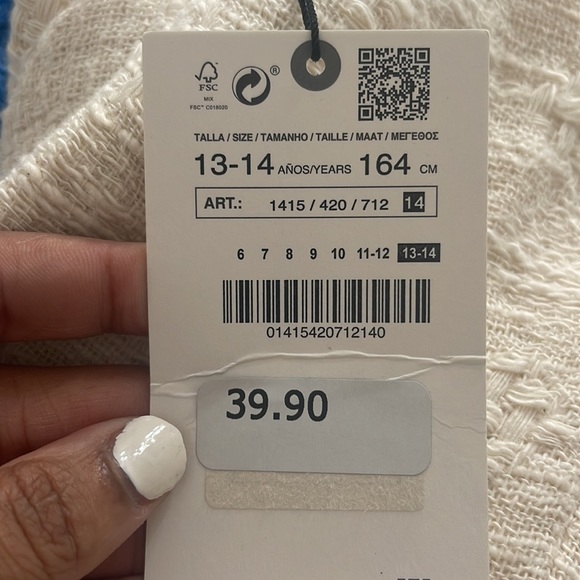 FSC
MIX
FSC™ C016020
®
TALLA / SIZE / TAMANHO / TAILLE / MAAT / ΜΕΓΕΘΟΣ
13-14 AÑOS/YEARS 164 CM
ART.: 1415 / 420 / 712 14
6 7 8 9 10 11-12 13-14
01415420712140
39.90